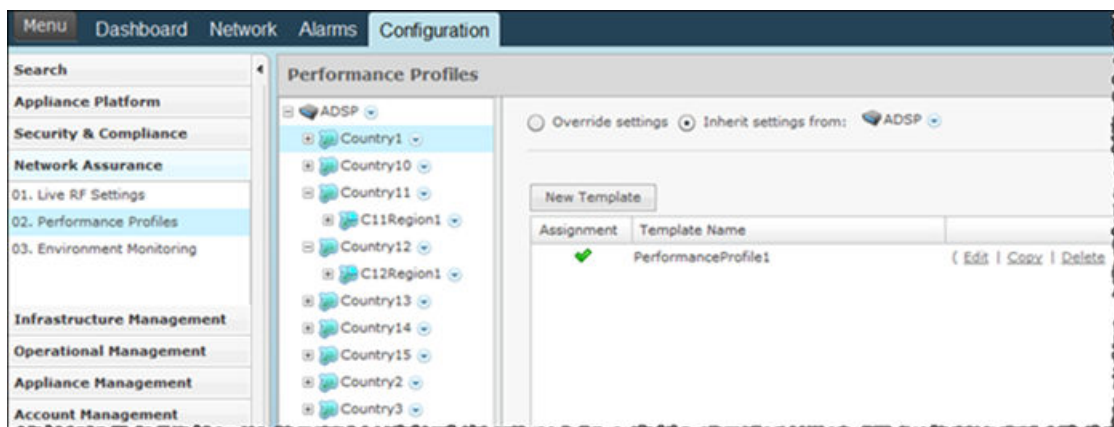 Menu Dashboard Network Alarms Configuration
Search
Appliance Platform
Security & Compliance
Network Assurance
01. Live RF Settings
02. Performance Profiles
03. Environment Monitoring
Infrastructure Management
Operational Management
Appliance Management
Account Management
Performance Profiles
ADSP
Country1
Country10
Country11
C11Region1
Country12
C12Region1
Country13
Country14
Country15
Country2
Country3
Override settings Inherit settings from: ADSP
New Template
Assignment Template Name
PerformanceProfile1 ( Edit | Copy | Delete